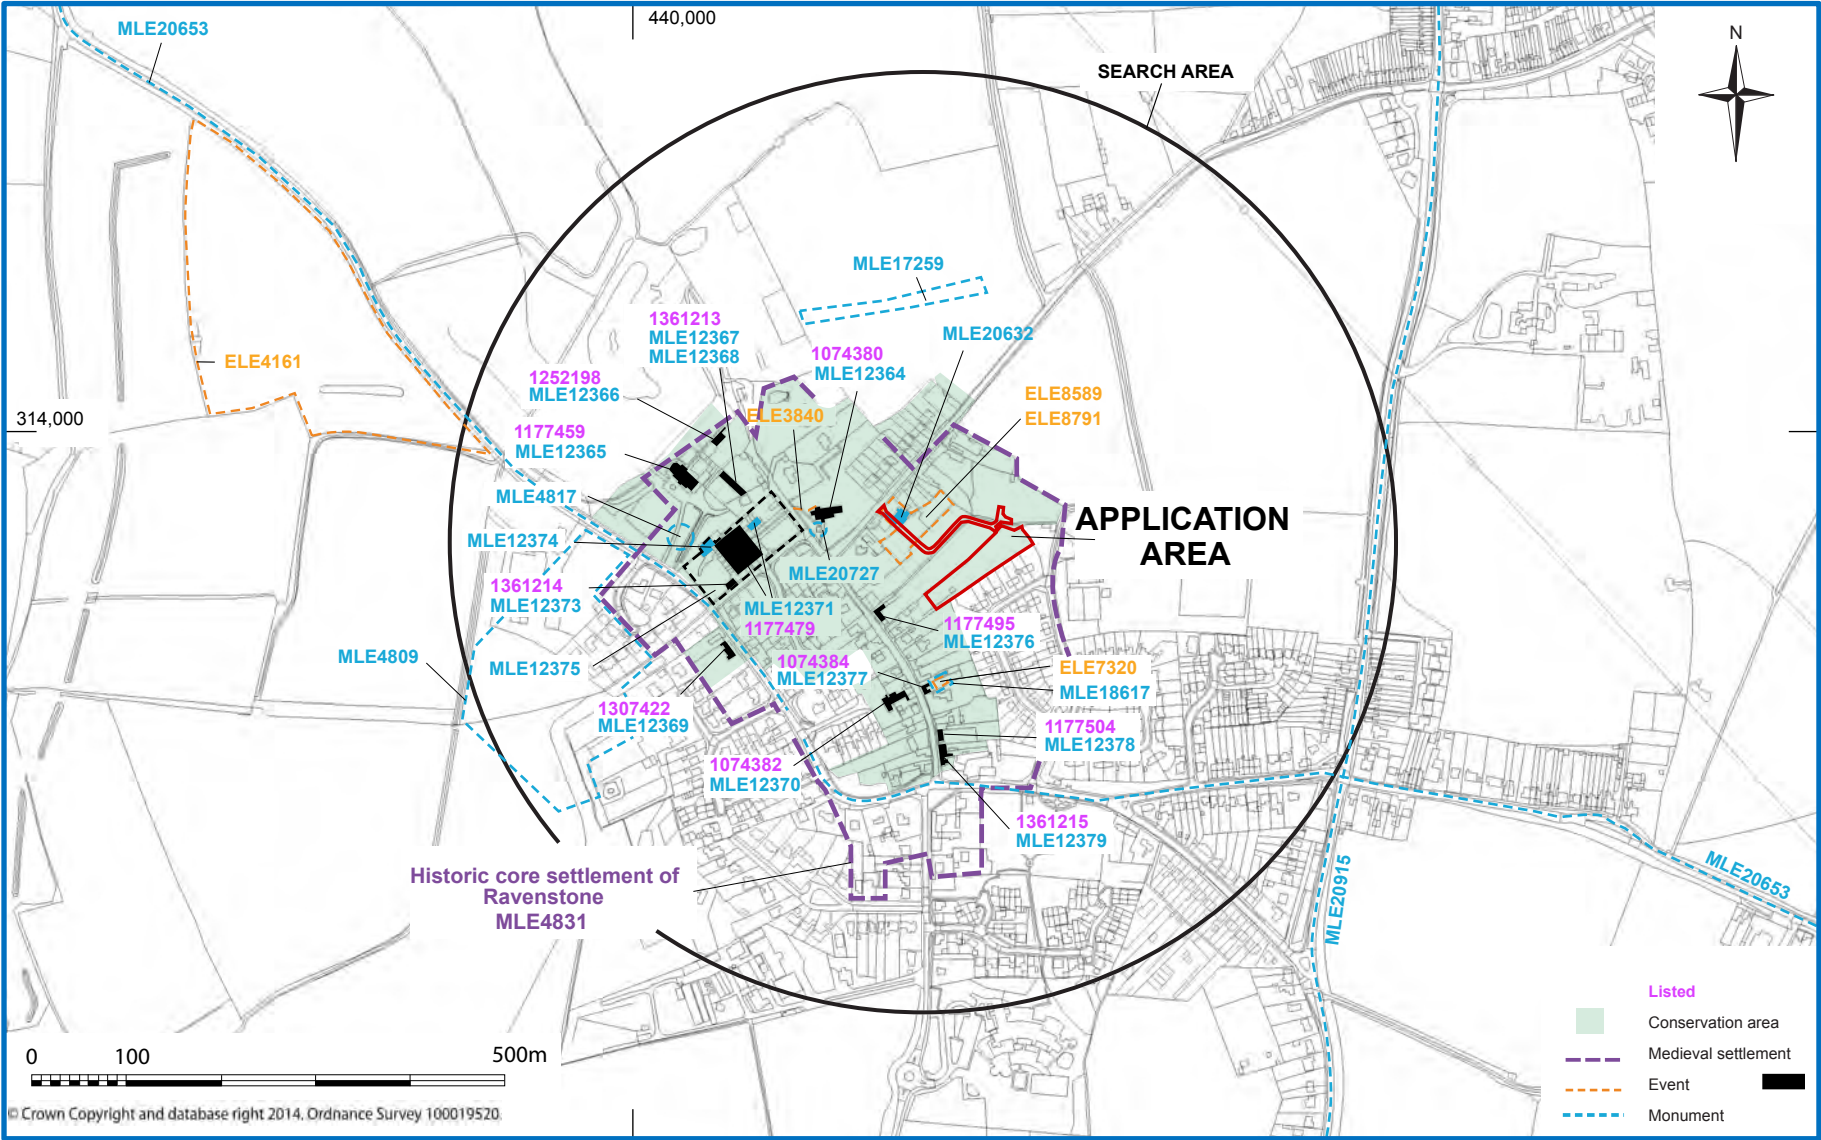 440,000
MLE20653
N
SEARCH AREA
MLE17259
1361213
MLE12367
MLE12368
MLE20632
1074380
MLE12364
ELE4161
1252198
MLE12366
ELE8589
ELE8791
314,000
ELE3840
1177459
MLE12365
MLE4817
APPLICATION
AREA
MLE12374
MLE20727
1361214
MLE12373
MLE12371
1177479
1177495
MLE12376
MLE4809
MLE12375
1074384
MLE12377
ELE7320
MLE18617
1307422
MLE12369
1177504
MLE12378
1074382
MLE12370
1361215
MLE12379
Historic core settlement of
Ravenstone
MLE4831
MLE20915
MLE20653
Listed
Conservation area
Medieval settlement
Event
Monument
0 100 500m
© Crown Copyright and database right 2014. Ordnance Survey 100019520.